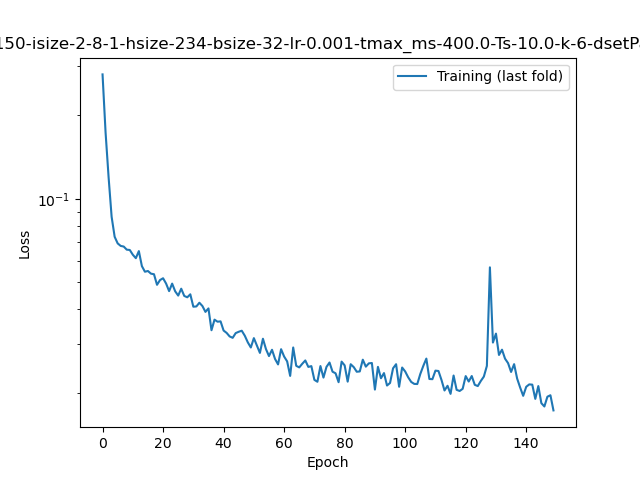 150-isize-2-8-1-hsize-234-bsize-32-lr-0.001-tmax_ms-400.0-Ts-10.0-k-6-dsetPa
Training (last fold)
10⁻¹
Loss
0 20 40 60 80 100 120 140
Epoch